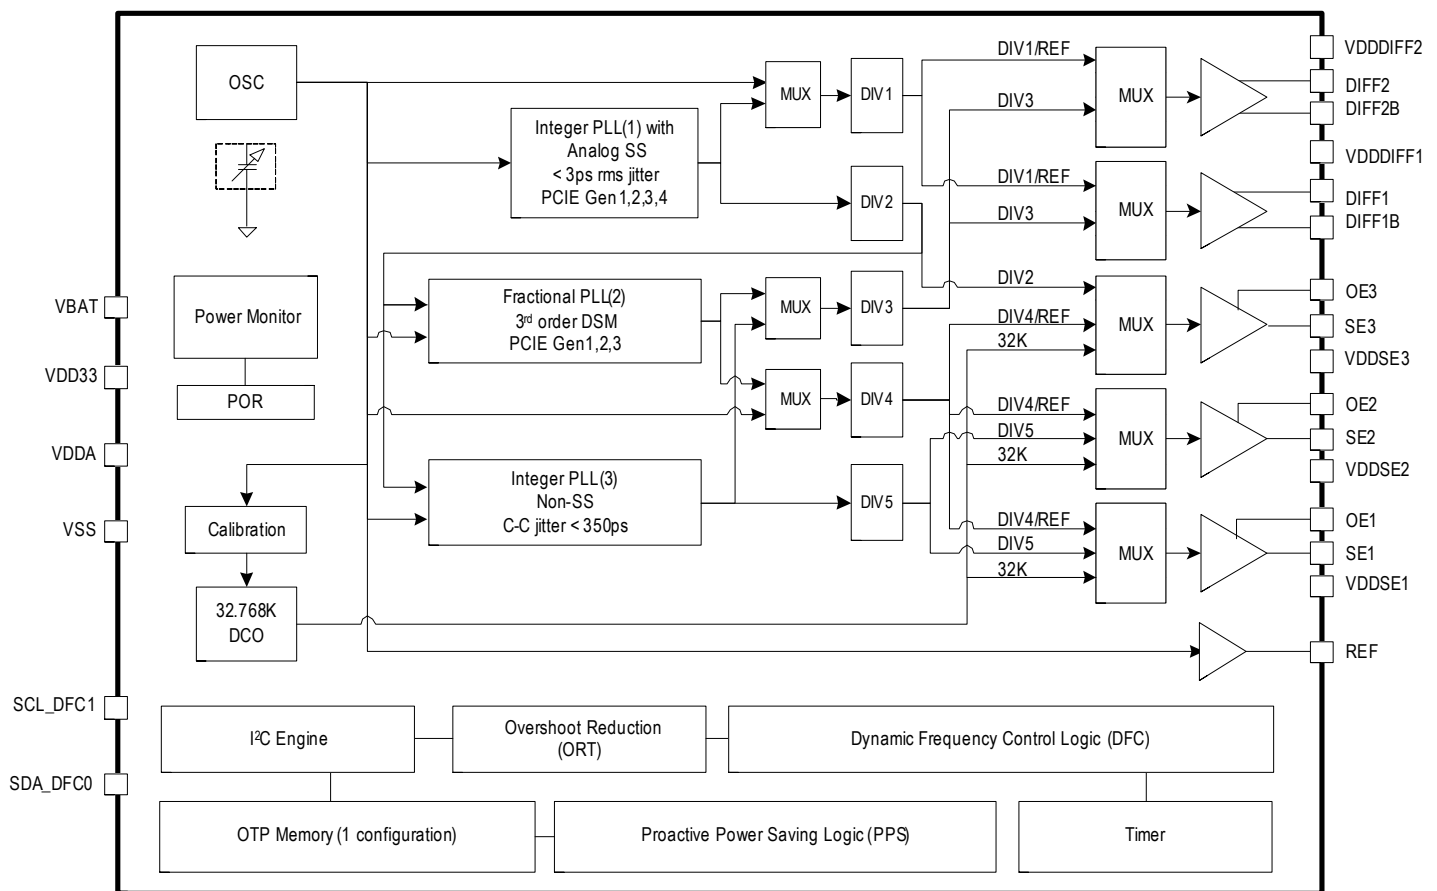 OSC
Integer PLL(1) with
Analog SS
< 3ps rms jitter
PCIE Gen1,2,3,4
MUX
DIV1
DIV2
DIV1/REF
DIV3
MUX
VDDDIFF2
DIFF2
DIFF2B
VDDDIFF1
DIV1/REF
DIV3
MUX
DIFF1
DIFF1B
VBAT
VDD33
VDDA
VSS
Power Monitor
POR
Fractional PLL(2)
3rd order DSM
PCIE Gen1,2,3
MUX
DIV3
MUX
DIV4
DIV2
DIV4/REF
32K
MUX
OE3
SE3
VDDSE3
DIV4/REF
DIV5
32K
MUX
OE2
SE2
VDDSE2
Integer PLL(3)
Non-SS
C-C jitter < 350ps
DIV5
DIV4/REF
DIV5
32K
MUX
OE1
SE1
VDDSE1
Calibration
32.768K
DCO
REF
SCL_DFC1
SDA_DFC0
I²C Engine
Overshoot Reduction
(ORT)
Dynamic Frequency Control Logic (DFC)
OTP Memory (1 configuration)
Proactive Power Saving Logic (PPS)
Timer